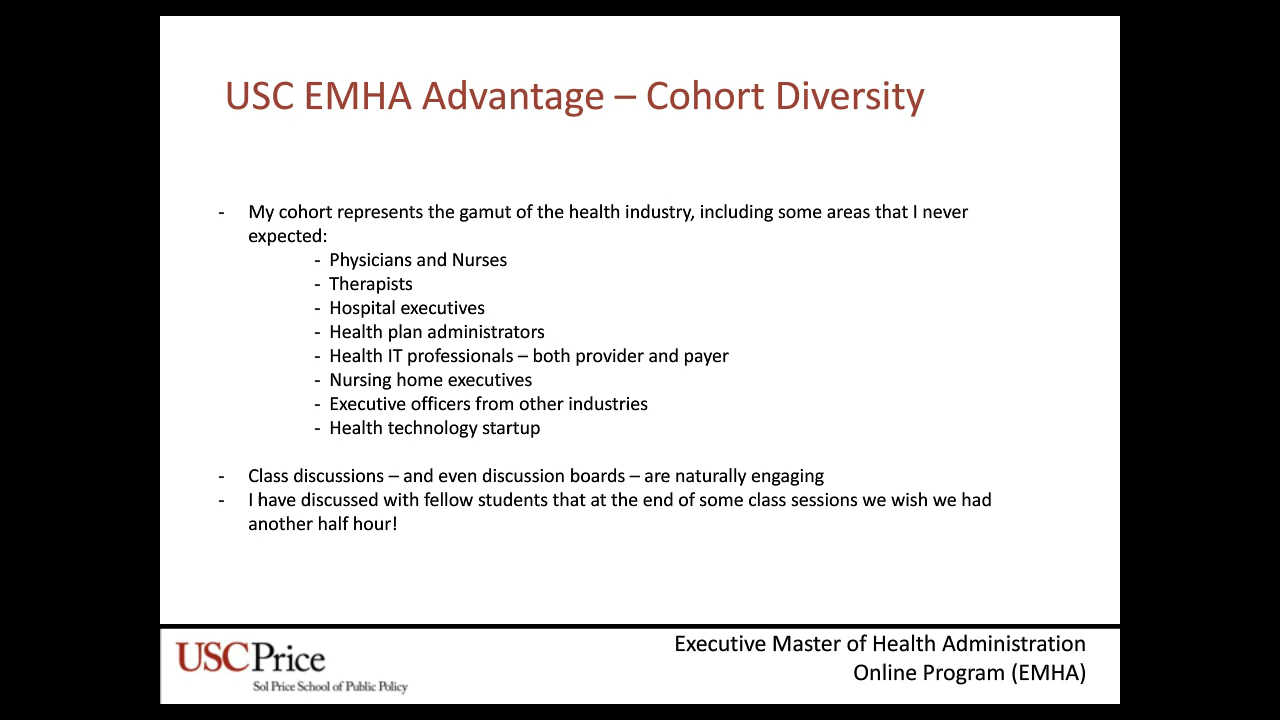 USC EMHA Advantage – Cohort Diversity
- My cohort represents the gamut of the health industry, including some areas that I never
expected:
- Physicians and Nurses
- Therapists
- Hospital executives
- Health plan administrators
- Health IT professionals – both provider and payer
- Nursing home executives
- Executive officers from other industries
- Health technology startup
- Class discussions – and even discussion boards – are naturally engaging
- I have discussed with fellow students that at the end of some class sessions we wish we had
another half hour!
USC Price
Sol Price School of Public Policy
Executive Master of Health Administration
Online Program (EMHA)